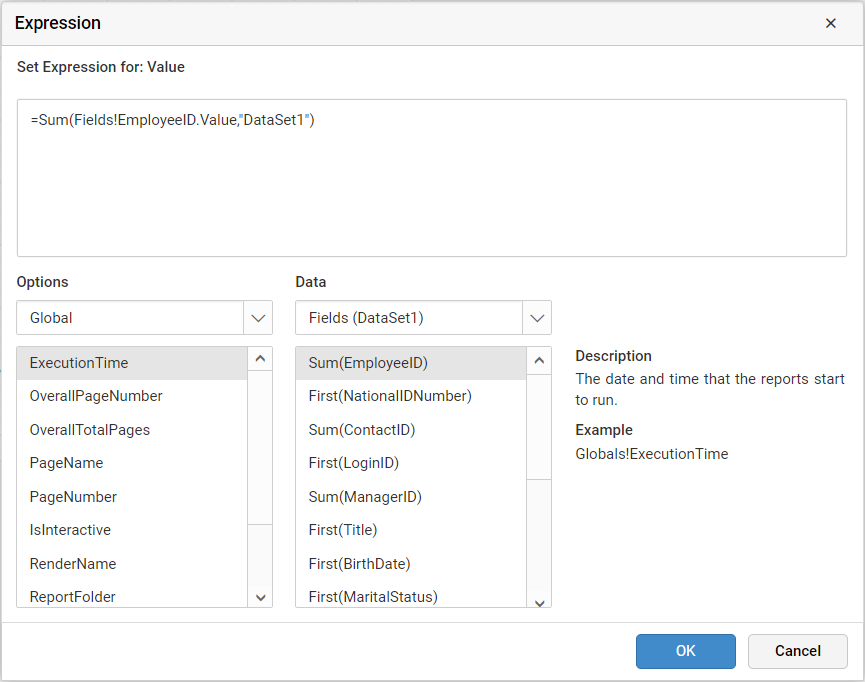 Expression
Set Expression for: Value
=Sum(Fields!EmployeeID.Value,"DataSet1")
Options
Global
ExecutionTime
OverallPageNumber
OverallTotalPages
PageName
PageNumber
IsInteractive
RenderName
ReportFolder
Data
Fields (DataSet1)
Sum(EmployeeID)
First(NationalIDNumber)
Sum(ContactID)
First(LoginID)
Sum(ManagerID)
First(Title)
First(BirthDate)
First(MaritalStatus)
Description
The date and time that the reports start
to run.
Example
Globals!ExecutionTime
OK
Cancel